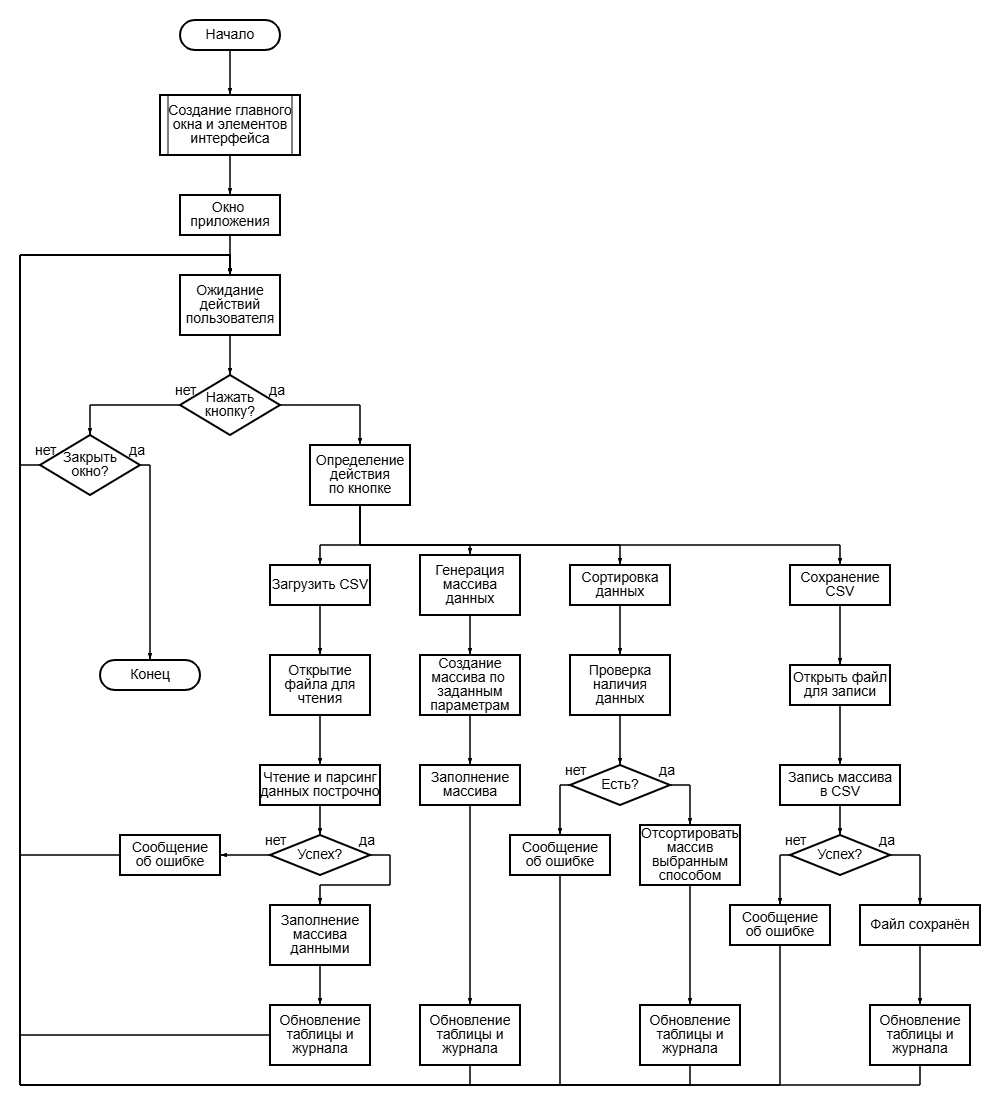 Начало
Создание главного
окна и элементов
интерфейса
Окно
приложения
Ожидание
действий
пользователя
нет
да
Нажать
кнопку?
нет
да
Закрыть
окно?
Определение
действия
по кнопке
Загрузить CSV
Генерация
массива
данных
Сортировка
данных
Сохранение
CSV
Открытие
файла для
чтения
Создание
массива по
заданным
параметрам
Проверка
наличия
данных
Открыть файл
для записи
Конец
Чтение и парсинг
данных построчно
Заполнение
массива
нет
да
Есть?
Запись массива
в CSV
Сообщение
об ошибке
нет
да
Успех?
Сообщение
об ошибке
Отсортировать
массив
выбранным
способом
нет
да
Успех?
Заполнение
массива
данными
Сообщение
об ошибке
Файл сохранён
Обновление
таблицы и
журнала
Обновление
таблицы и
журнала
Обновление
таблицы и
журнала
Обновление
таблицы и
журнала